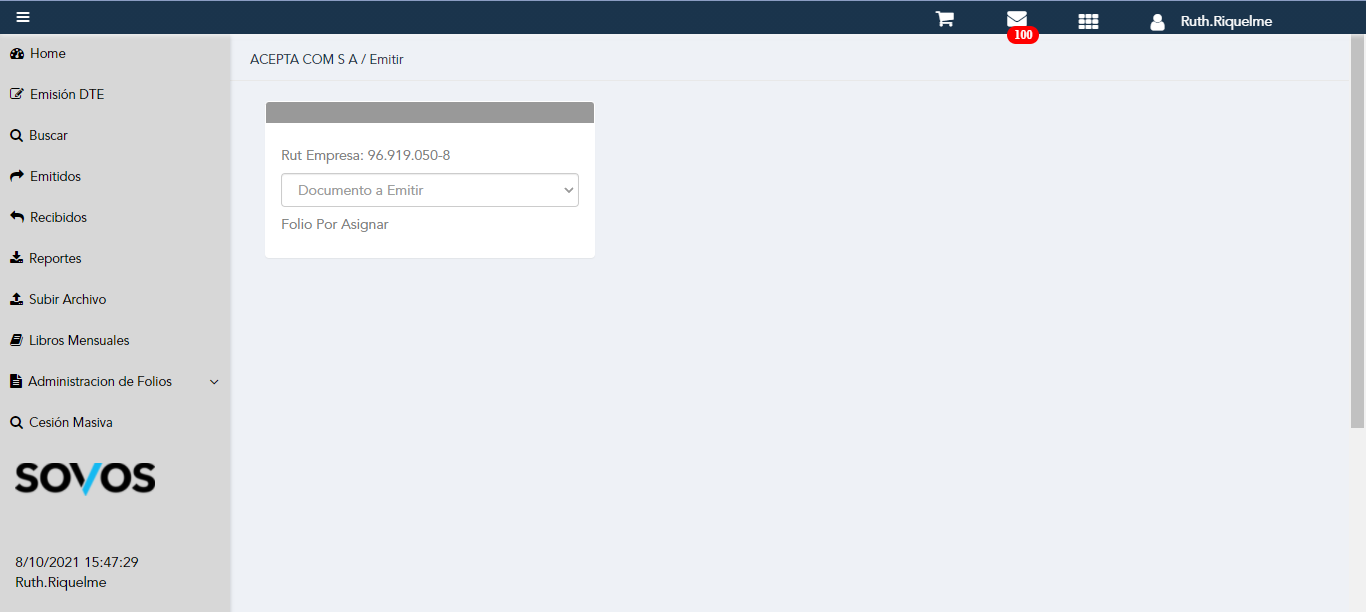 Ruth.Riquelme
100
Home
Emisión DTE
Buscar
Emitidos
Recibidos
Reportes
Subir Archivo
Libros Mensuales
Administracion de Folios
Cesión Masiva
SOVOS
8/10/2021 15:47:29
Ruth.Riquelme
ACEPTA COM S A / Emitir
Rut Empresa: 96.919.050-8
Documento a Emitir
Folio Por Asignar